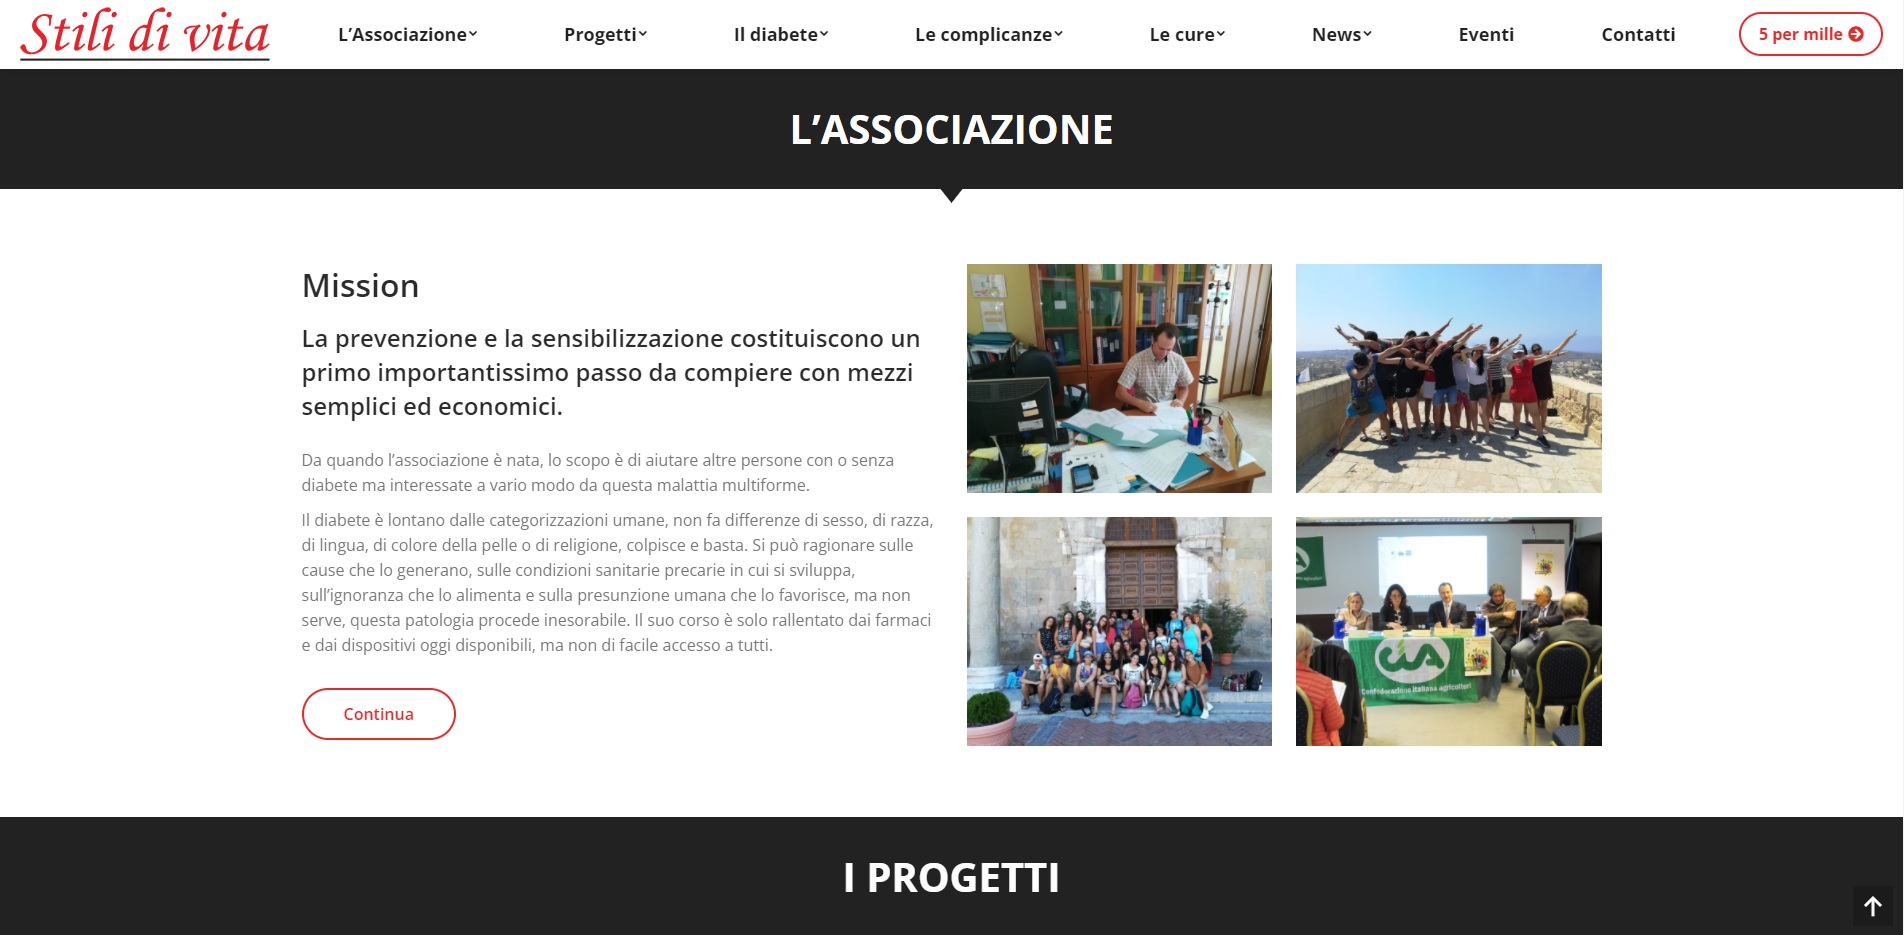 Stili di vita
L’Associazione
Progetti
Il diabete
Le complicanze
Le cure
News
Eventi
Contatti
5 per mille
L’ASSOCIAZIONE
Mission
La prevenzione e la sensibilizzazione costituiscono un
primo importantissimo passo da compiere con mezzi
semplici ed economici.
Da quando l’associazione è nata, lo scopo è di aiutare altre persone con o senza
diabete ma interessate a vario modo da questa malattia multiforme.
Il diabete è lontano dalle categorizzazioni umane, non fa differenze di sesso, di razza,
di lingua, di colore della pelle o di religione, colpisce e basta. Si può ragionare sulle
cause che lo generano, sulle condizioni sanitarie precarie in cui si sviluppa,
sull’ignoranza che lo alimenta e sulla presunzione umana che lo favorisce, ma non
serve, questa patologia procede inesorabile. Il suo corso è solo rallentato dai farmaci
e dai dispositivi oggi disponibili, ma non di facile accesso a tutti.
Continua
CIA
Confederazione italiana agricoltori
I PROGETTI